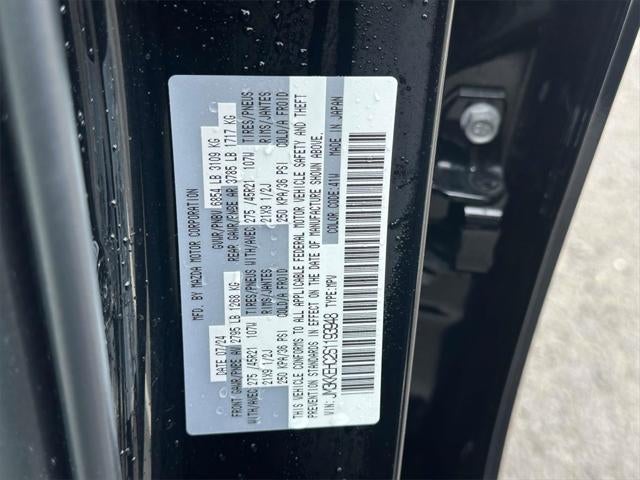 MFD. BY MAZDA MOTOR CORPORATION
DATE 07/24 GVWR/PNBV 6854 LB 3109 KG
FRONT GAWR/PNBE AV 2795 LB 1268 KG REAR GAWR/PNBE AR 3785 LB 1717 KG
WITH/AVEC 275 /45R21 107W TIRES/PNEUS WITH/AVEC 275 /45R21 107W TIRES/PNEUS
21X9 1/2J RIMS/JANTES 21X9 1/2J RIMS/JANTES
250 KPA/36 PSI COLD/A FROID 250 KPA/36 PSI COLD/A FROID
THIS VEHICLE CONFORMS TO ALL APPLICABLE FEDERAL MOTOR VEHICLE SAFETY AND THEFT
PREVENTION STANDARDS IN EFFECT ON THE DATE OF MANUFACTURE SHOWN ABOVE.
VIN: JM3KKEHC2S1193948 TYPE:MPV COLOR CODE:41W MADE IN JAPAN